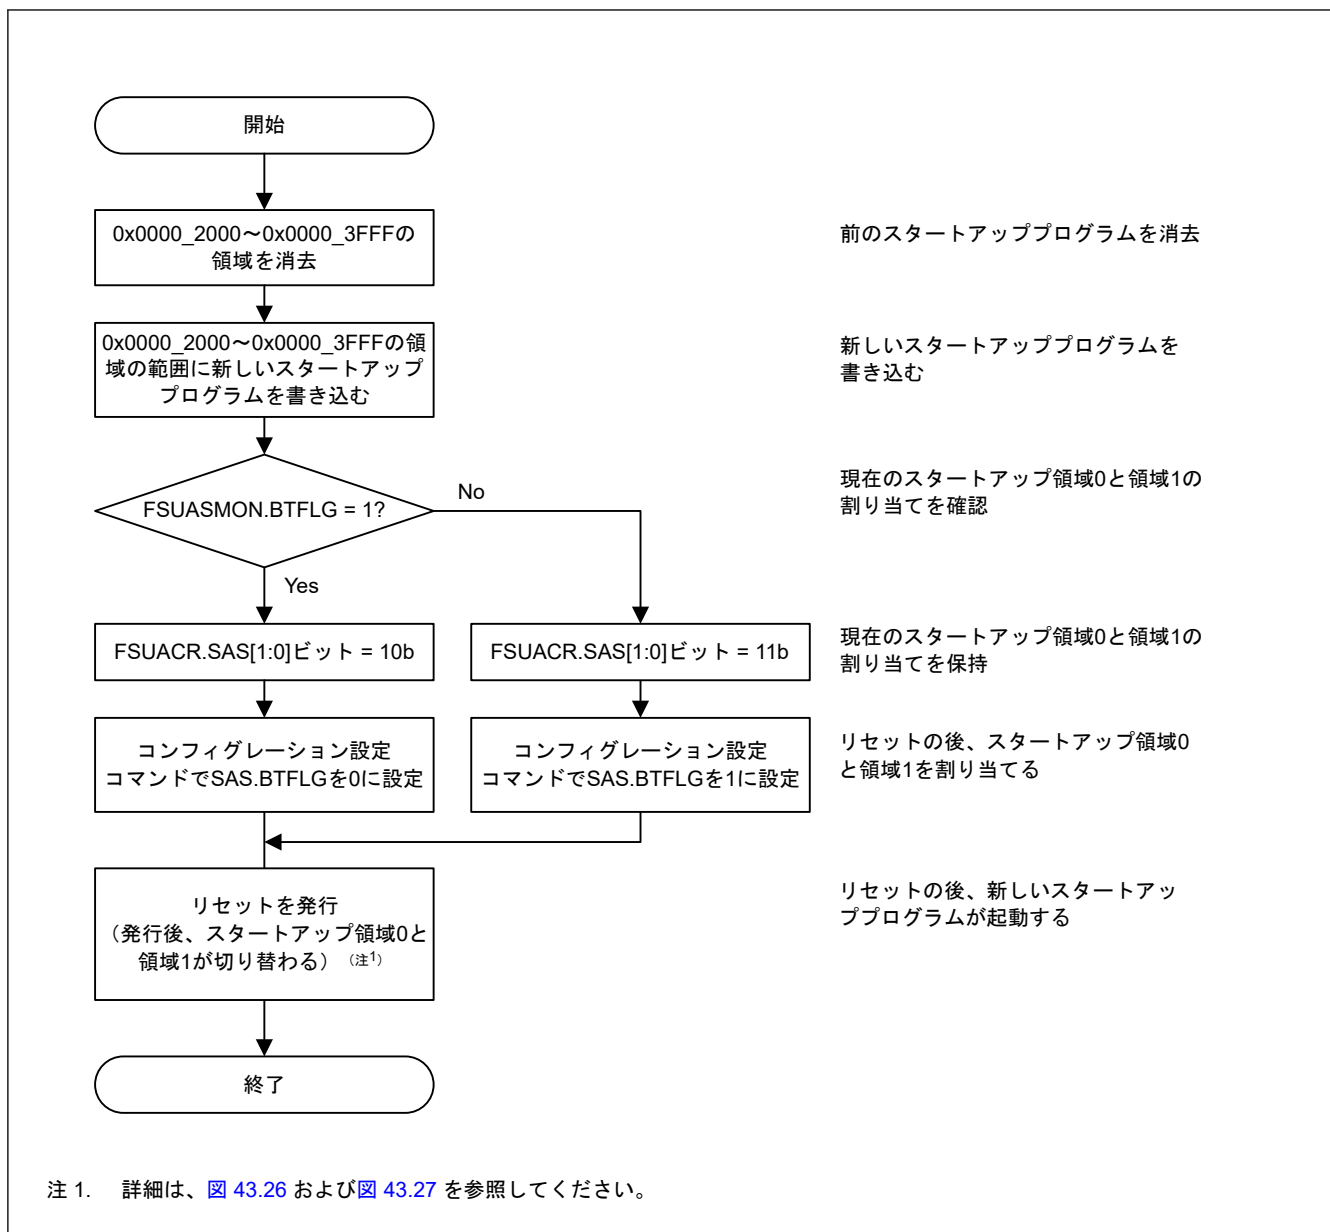 開始
0x0000_2000～0x0000_3FFFの
領域を消去
前のスタートアッププログラムを消去
0x0000_2000～0x0000_3FFFの領
域の範囲に新しいスタートアップ
プログラムを書き込む
新しいスタートアッププログラムを
書き込む
FSUASMON.BTFLG = 1?
No
現在のスタートアップ領域0と領域1の
割り当てを確認
Yes
FSUACR.SAS[1:0]ビット = 10b
FSUACR.SAS[1:0]ビット = 11b
現在のスタートアップ領域0と領域1の
割り当てを保持
コンフィグレーション設定
コマンドでSAS.BTFLGを0に設定
コンフィグレーション設定
コマンドでSAS.BTFLGを1に設定
リセットの後、スタートアップ領域0
と領域1を割り当てる
リセットを発行
（発行後、スタートアップ領域0と
領域1が切り替わる）（注1）
リセットの後、新しいスタートアッ
ププログラムが起動する
終了
注 1. 詳細は、図 43.26 および図 43.27 を参照してください。